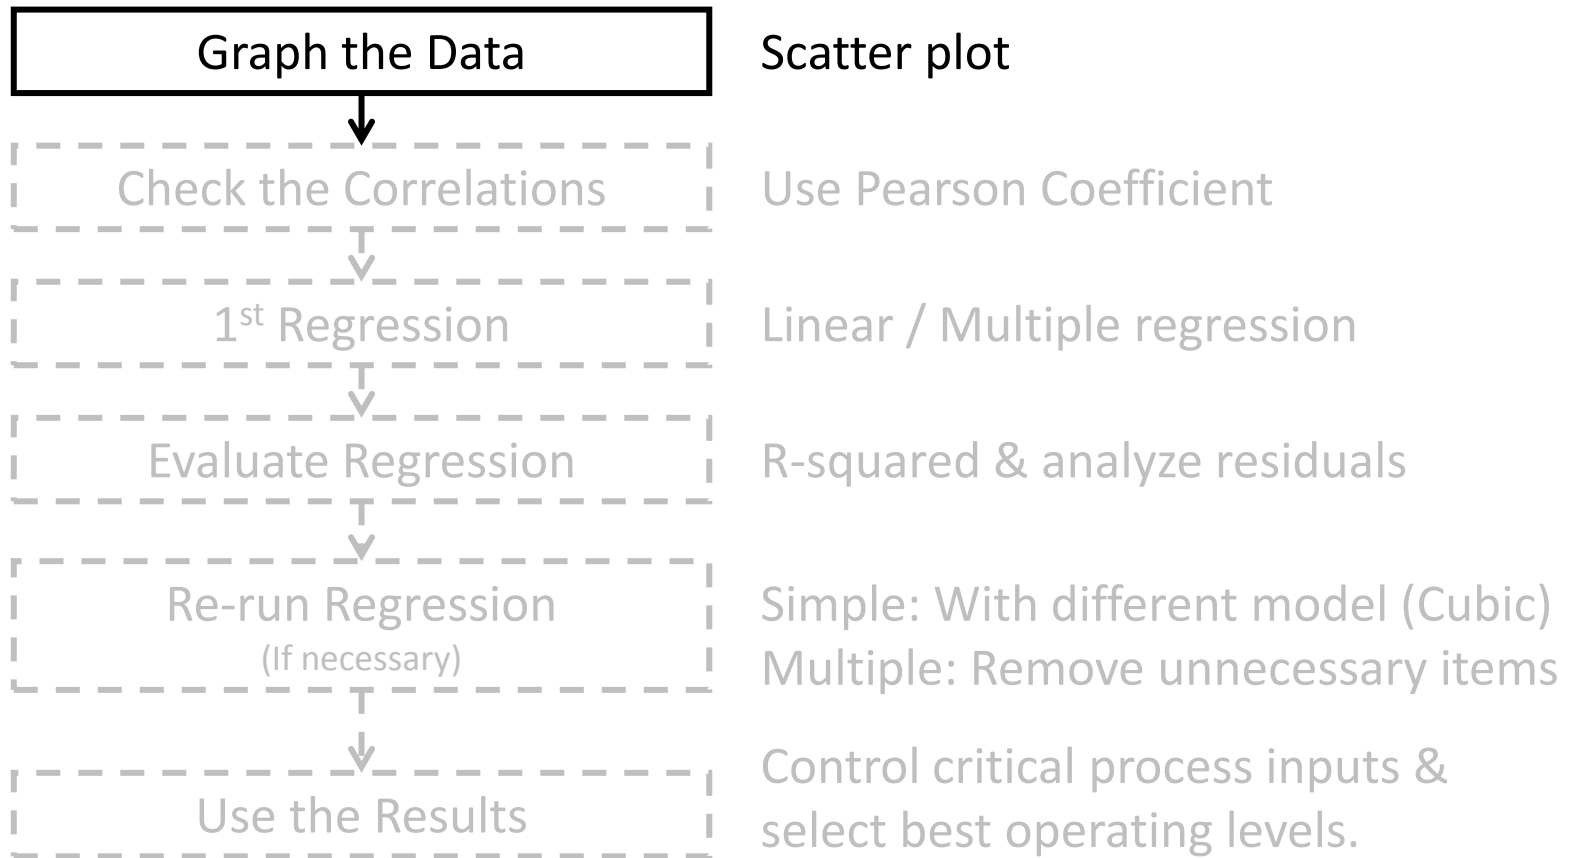 Graph the Data
Scatter plot
Check the Correlations
Use Pearson Coefficient
1st Regression
Linear / Multiple regression
Evaluate Regression
R-squared & analyze residuals
Re-run Regression
(If necessary)
Simple: With different model (Cubic)
Multiple: Remove unnecessary items
Use the Results
Control critical process inputs &
select best operating levels.